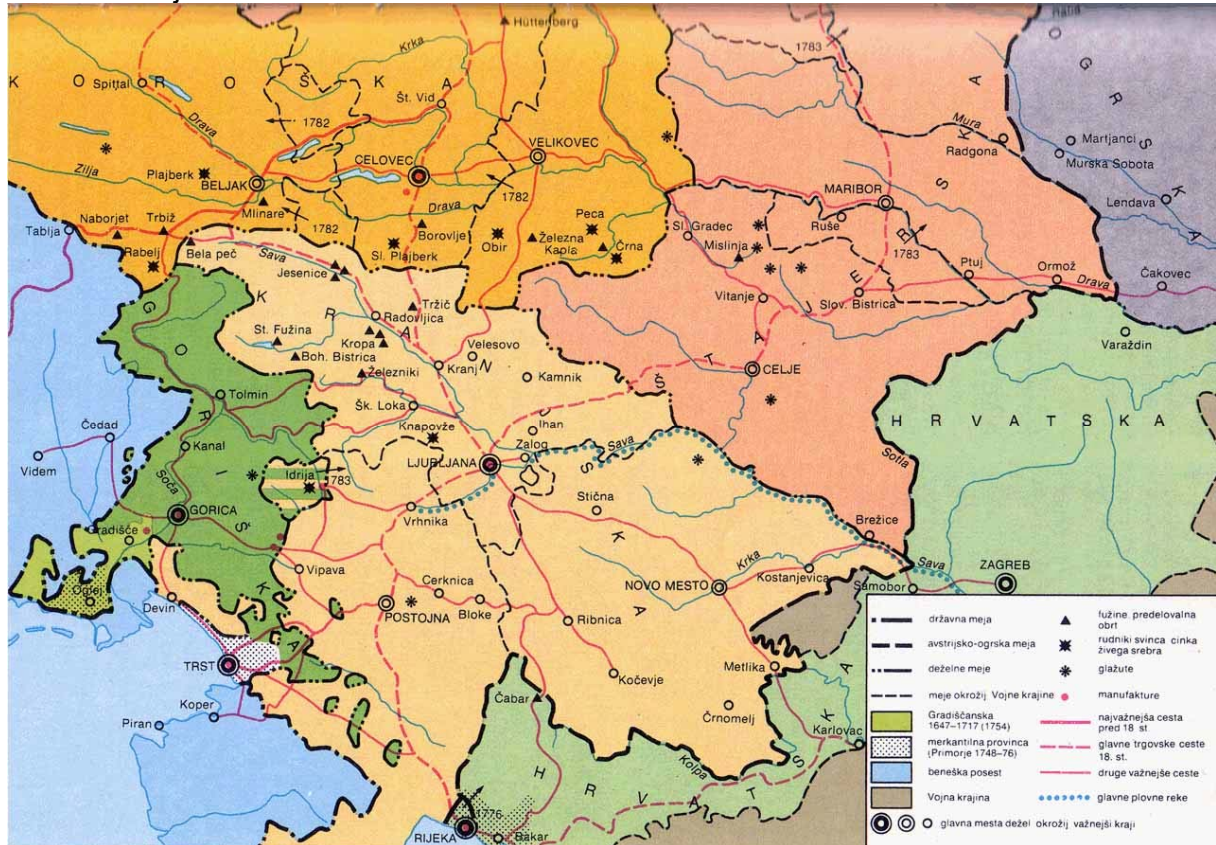 Hüttenberg
1783
Krka
KOROŠKA
Spittal
Drava
Št. Vid
1782
Mura
Radgona
OGRSKA
Martjanci
Murska Sobota
Lendava
Čakovec
Zilja
Plajberk
BELJAK
CELOVEC
VELIKOVEC
1782
Mlinare
1782
Drava
Borovlje
Sl. Plajberk
Obir
Železna
Kapla
Peca
Črna
Tablja
Naborjet
Trbiž
Rabelj
Bela peč
Sava
Jesenice
MARIBOR
Ruše
Sl. Gradec
Mislinja
1783
Ptuj
Ormož
Drava
Vitanje
Slov. Bistrica
ŠTAJERSKA
Varaždin
Tržič
Radovljica
St. Fužina
Kropa
Boh. Bistrica
Železniki
Velesovo
Kranj
Kamnik
CELJE
KRANJSKA
GORIŠKA
Tolmin
Šk. Loka
Ihan
Knapovže
Zalog
Sava
LJUBLJANA
HRVATSKA
Sotla
Čedad
Videm
Kanal
Soča
Idrija
1783
GORICA
Gradišče
Vrhnika
Stična
Brežice
Krka
Kostanjevica
Samobor
Sava
ZAGREB
Oglej
Devin
Vipava
Cerknica
Bloke
POSTOJNA
NOVO MESTO
Ribnica
TRST
Koper
Piran
Kočevje
Metlika
Čabar
Črnomelj
Karlovac
Kolpa
HRVATSKA
1776
RIJEKA
Bakar
državna meja
avstrijsko-ogrska meja
deželne meje
meje okrožij Vojne krajine
Gradiščanska
1647–1717 (1754)
merkantilna provinca
(Primorje 1748–76)
beneška posest
Vojna krajina
glavna mesta dežel okrožij važnejši kraji
fužine, predelovalna
obrt
rudniki svinca cinka
živega srebra
glažute
manufakture
najvažnejša cesta
pred 18 st
glavne trgovske ceste
18. st.
druge važnejše ceste
glavne plovne reke